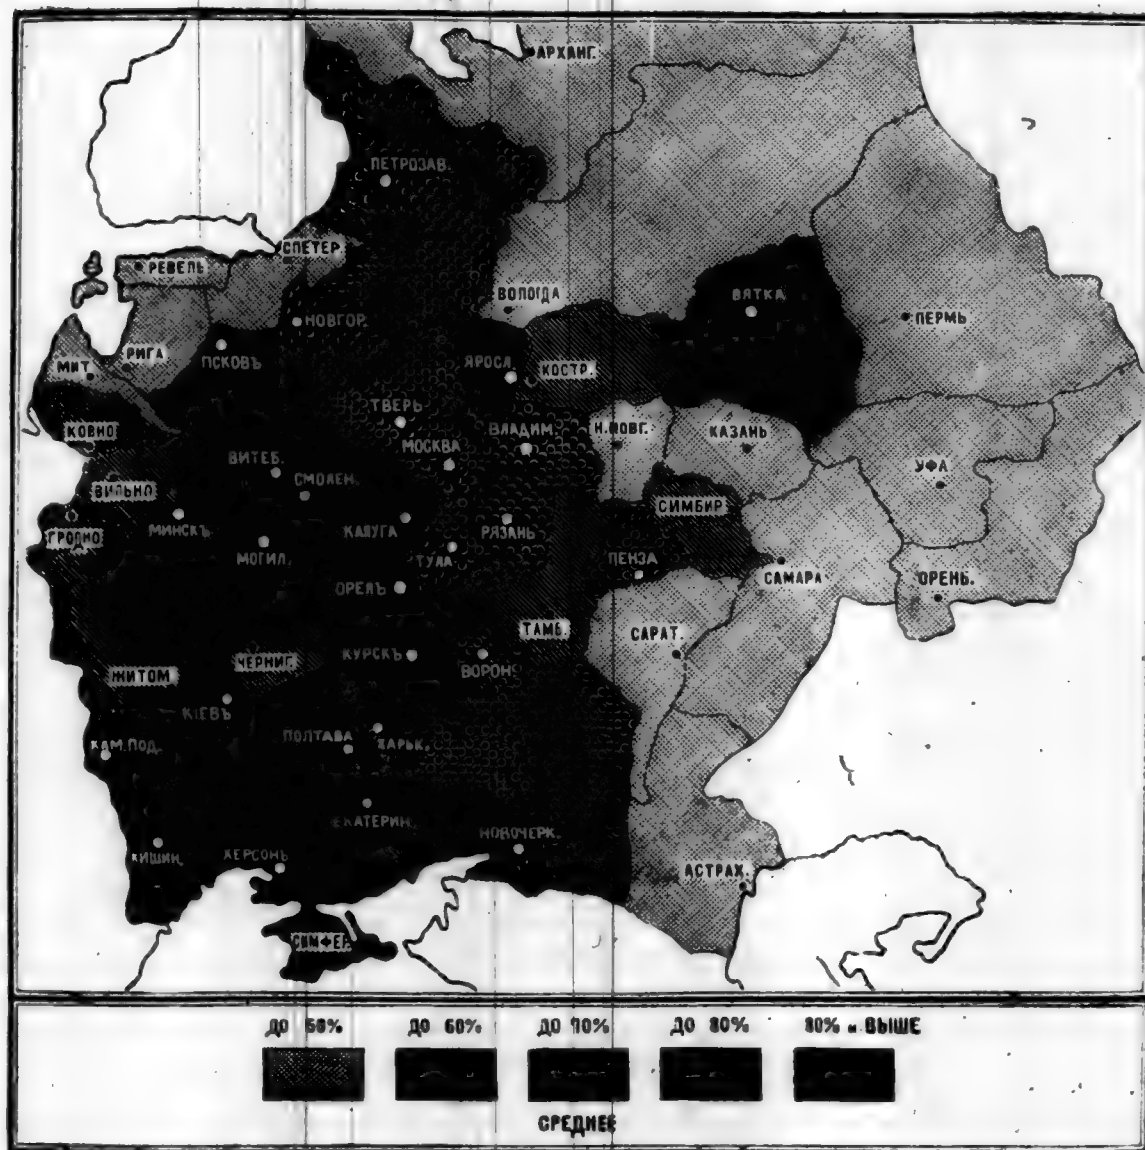 АРХАНГ.
ПЕТРОЗАВ.
СПЕТЕР.
РЕВЕЛЬ
ВОЛОГДА
ВЯТКА
НОВГОР.
ПЕРМЬ
ПСКОВЪ
РИГА
МИТ.
ЯРОСЛ.
КОСТР.
ТВЕРЬ
ВЛАДИМ.
Н.НОВГ.
КАЗАНЬ
КОВНО
МОСКВА
ВИТЕБ.
СМОЛЕН.
УФА
ВИЛЬНО
СИМБИР
МИНСКЪ
КАЛУГА
РЯЗАНЬ
ГРОДНО
МОГИЛ.
ТУЛА
ПЕНЗА
САМАРА
ОРЕНЬ.
ОРЕЛЪ
ТАМБ.
САРАТ.
ЖИТОМ
ЧЕРНИГ.
КУРСКЪ
ВОРОН.
КІЕВЪ
КАМ.ПОД.
ПОЛТАВА
ХАРЬК.
ЕКАТЕРИН.
НОВОЧЕРК.
КИШИН.
ХЕРСОНЪ
АСТРАХ.
СИМФЕР.
ДО 50% ДО 60% ДО 70% ДО 80% 80% и ВЫШЕ
СРЕДНЕЕ